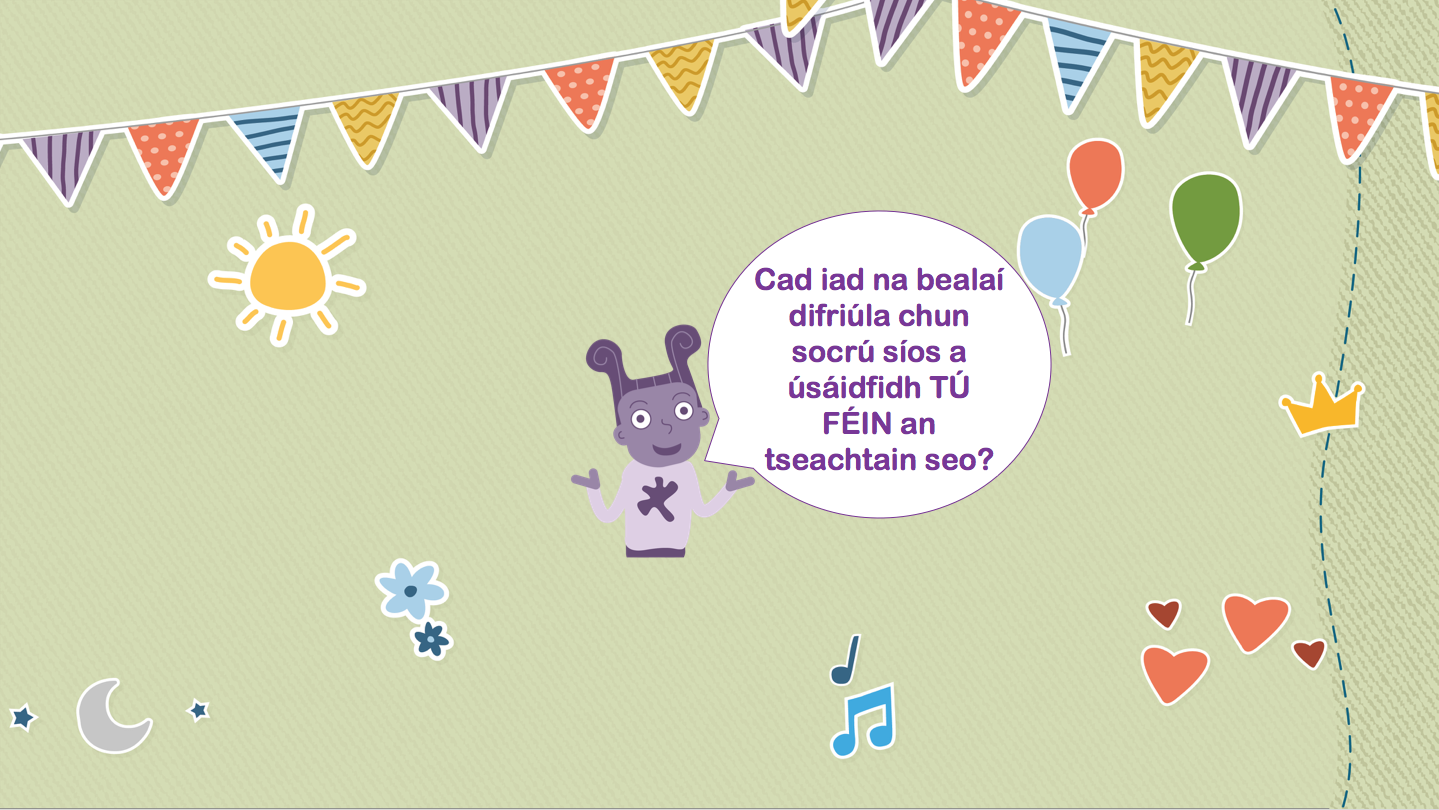 Cad iad na bealaí
difriúla chun
socrú síos a
úsáidfidh TÚ
FÉIN an
tseachtain seo?